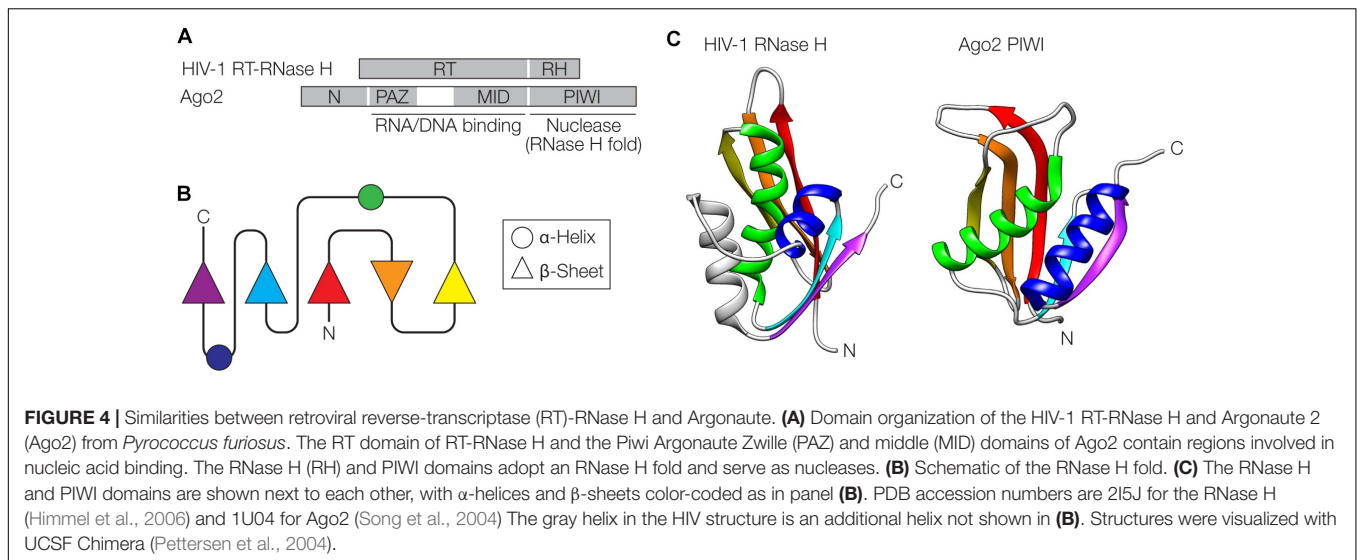 A
HIV-1 RT-RNase H
RT
RH
Ago2
N
PAZ
MID
PIWI
RNA/DNA binding
Nuclease
(RNase H fold)
B
C
N
α-Helix
β-Sheet
C
HIV-1 RNase H
Ago2 PIWI
C
N
C
N
FIGURE 4 | Similarities between retroviral reverse-transcriptase (RT)-RNase H and Argonaute. (A) Domain organization of the HIV-1 RT-RNase H and Argonaute 2
(Ago2) from Pyrococcus furiosus. The RT domain of RT-RNase H and the Piwi Argonaute Zwille (PAZ) and middle (MID) domains of Ago2 contain regions involved in
nucleic acid binding. The RNase H (RH) and PIWI domains adopt an RNase H fold and serve as nucleases. (B) Schematic of the RNase H fold. (C) The RNase H
and PIWI domains are shown next to each other, with α-helices and β-sheets color-coded as in panel (B). PDB accession numbers are 2I5J for the RNase H
(Himmel et al., 2006) and 1U04 for Ago2 (Song et al., 2004) The gray helix in the HIV structure is an additional helix not shown in (B). Structures were visualized with
UCSF Chimera (Pettersen et al., 2004).